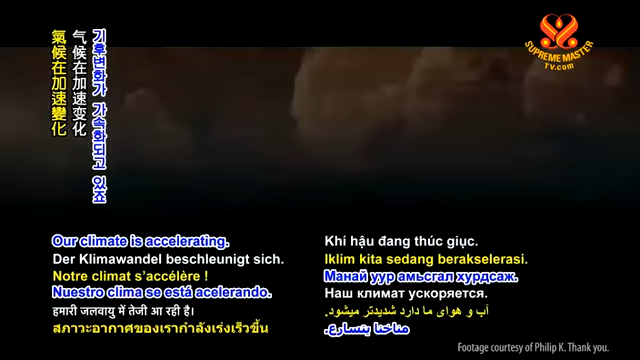 氣候在加速變化
气候在加速变化
기후변화가 가속화되고 있죠
SUPREME MASTER
TV.com
Our climate is accelerating.
Der Klimawandel beschleunigt sich.
Notre climat s’accélère !
Nuestro clima se está acelerando.
हमारी जलवायु में तेजी आ रही है।
สภาวะอากาศของเรากำลังเร่งเร็วขึ้น
Khí hậu đang thúc giục.
Iklim kita sedang berakselerasi.
Манай уур амьсгал хурдсаж.
Наш климат ускоряется.
آب و هوای ما دارد شدیدتر میشود.
مناخنا يتسارع.
Footage courtesy of Philip K. Thank you.